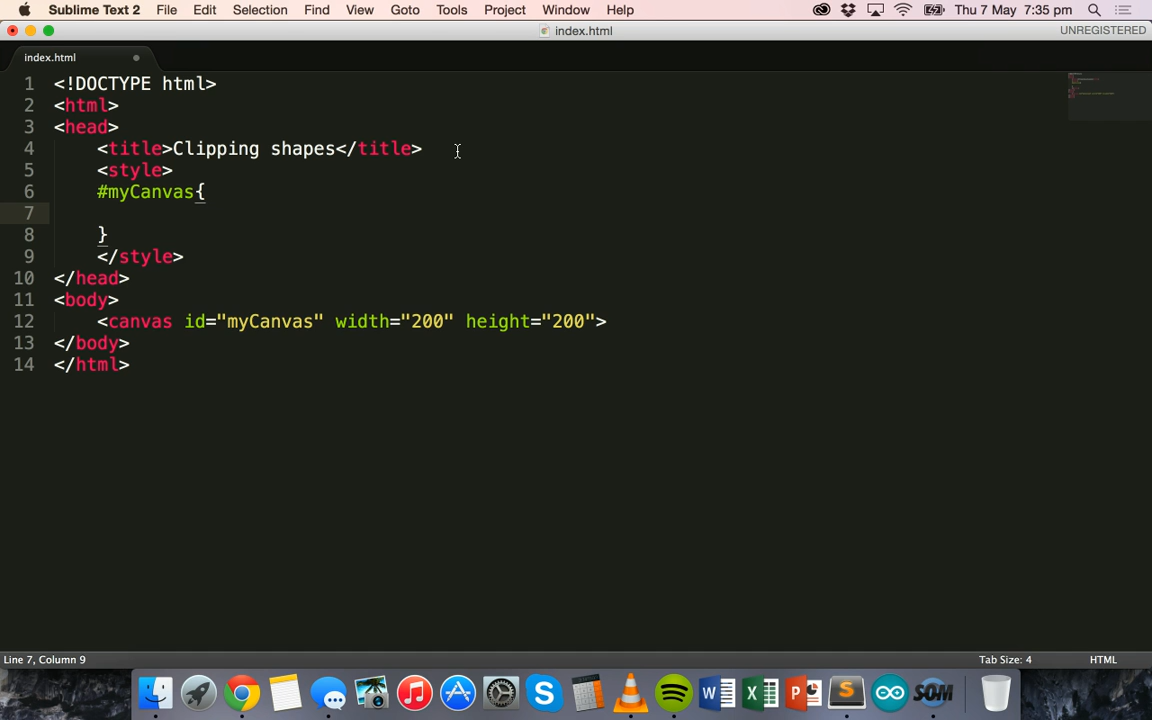 Sublime Text 2 File Edit Selection Find View Goto Tools Project Window Help Thu 7 May 7:35 pm
index.html UNREGISTERED
index.html
1 <!DOCTYPE html>
2 <html>
3 <head>
4 <title>Clipping shapes</title>
5 <style>
6 #myCanvas{
7
8 }
9 </style>
10 </head>
11 <body>
12 <canvas id="myCanvas" width="200" height="200">
13 </body>
14 </html>
Line 7, Column 9 Tab Size: 4 HTML
S W X P S SOM